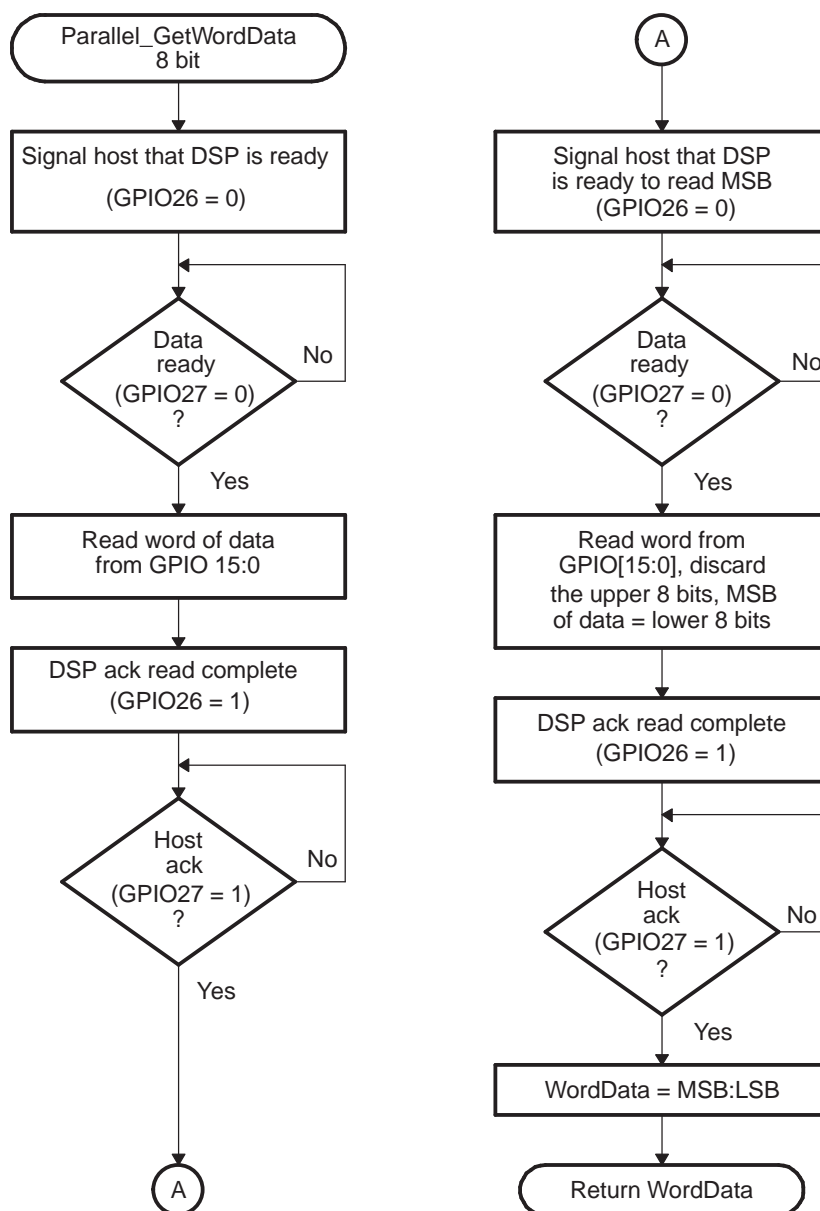 Parallel_GetWordData
8 bit
Signal host that DSP is ready
(GPIO26 = 0)
Data
ready
(GPIO27 = 0)
?
No
Yes
Read word of data
from GPIO 15:0
DSP ack read complete
(GPIO26 = 1)
Host
ack
(GPIO27 = 1)
?
No
Yes
A
A
Signal host that DSP
is ready to read MSB
(GPIO26 = 0)
Data
ready
(GPIO27 = 0)
?
No
Yes
Read word from
GPIO[15:0], discard
the upper 8 bits, MSB
of data = lower 8 bits
DSP ack read complete
(GPIO26 = 1)
Host
ack
(GPIO27 = 1)
?
No
Yes
WordData = MSB:LSB
Return WordData